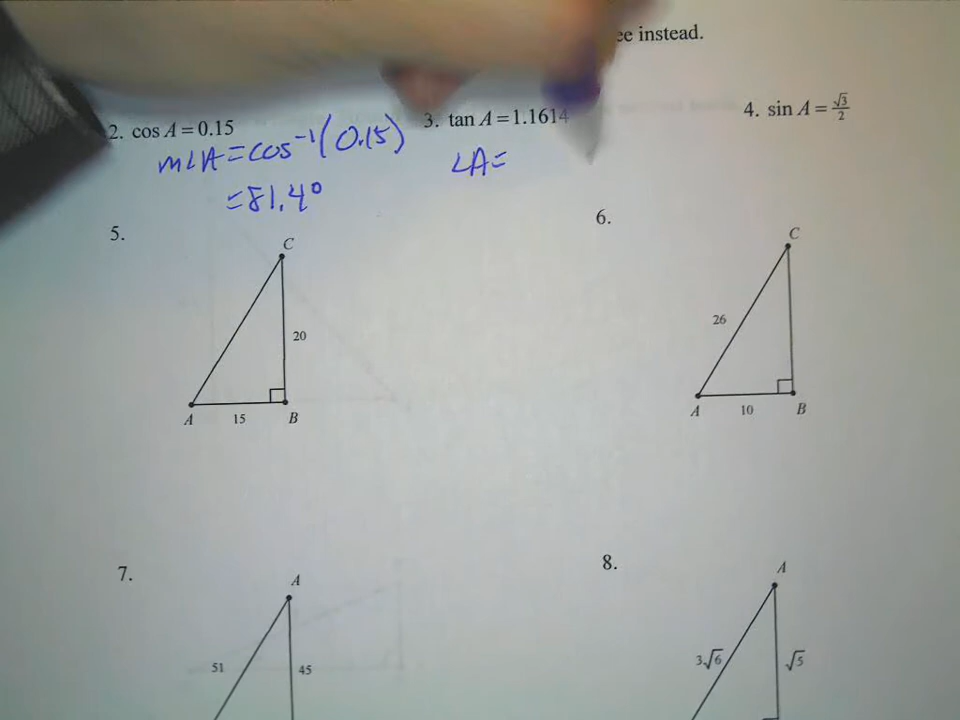 instead.
2. cos A = 0.15
m∠A = cos⁻¹(0.15)
= 81.4°
3. tan A = 1.1614
∠A =
4. sin A = √3/2
5.
C
20
A
15
B
6.
C
26
A
10
B
7.
A
51
45
8.
A
3√6
√5